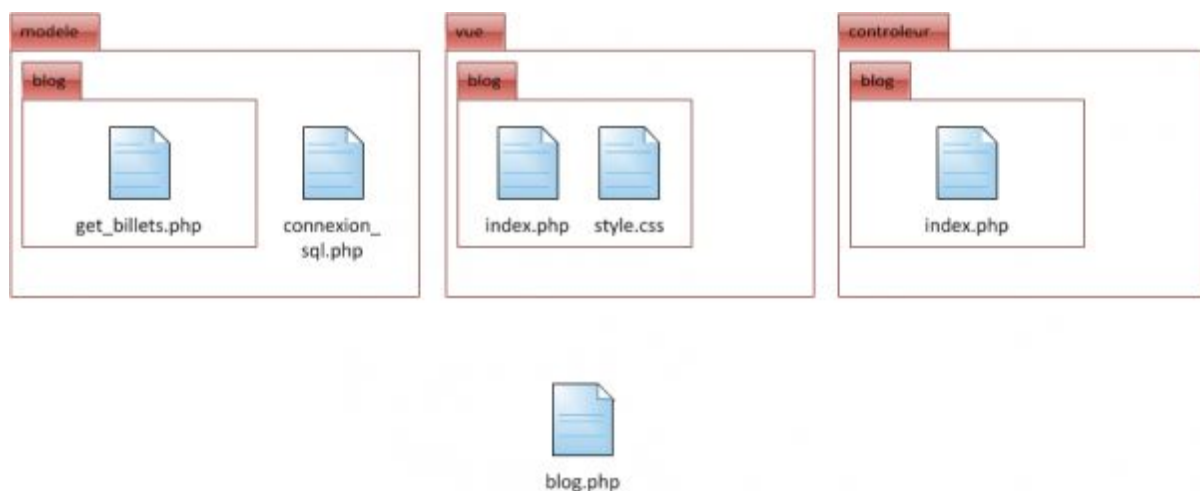 modele
vue
controleur
blog
blog
blog
get_billets.php
connexion_
sql.php
index.php
style.css
index.php
blog.php